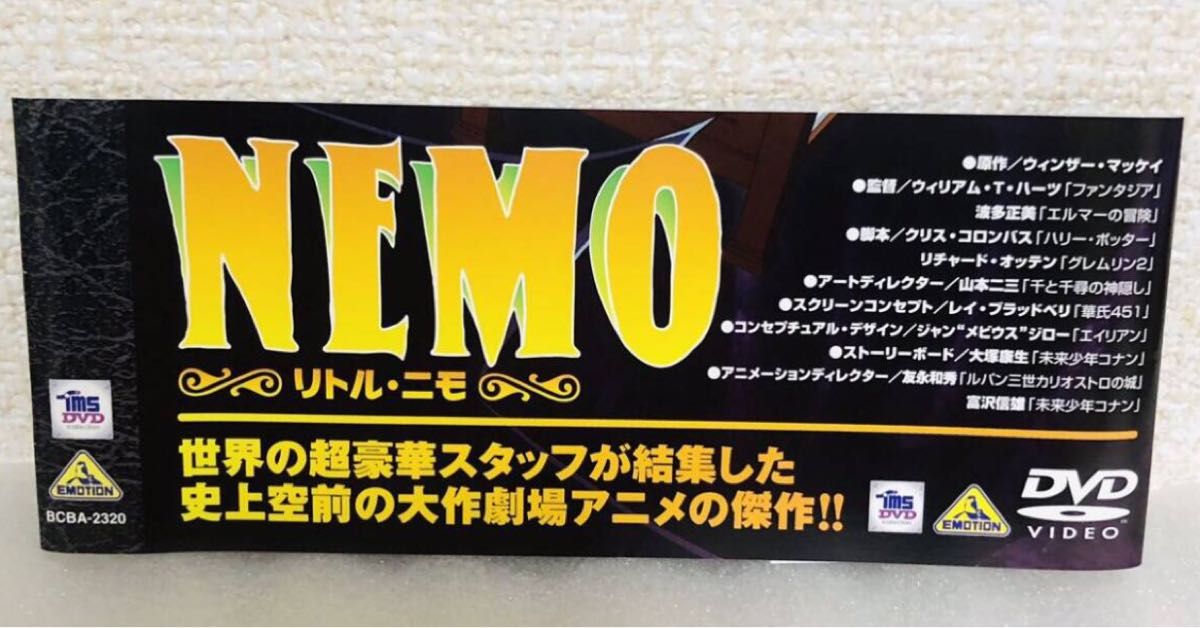 NEMO
リトル・ニモ
●原作／ウィンザー・マッケイ
●監督／ウィリアム・T・ハーツ「ファンタジア」
波多正美「エルマーの冒険」
●脚本／クリス・コロンバス「ハリー・ポッター」
リチャード・オッテン「グレムリン2」
●アートディレクター／山本二三「千と千尋の神隠し」
●スクリーンコンセプト／レイ・ブラッドベリ「華氏451」
●コンセプチュアル・デザイン／ジャン“メビウス”ジロー「エイリアン」
●ストーリーボード／大塚康生「未来少年コナン」
●アニメーションディレクター／友永和秀「ルパン三世カリオストロの城」
富沢信雄「未来少年コナン」
世界の超豪華スタッフが結集した
史上空前の大作劇場アニメの傑作!!
tms
DVD
EMOTION
BCBA-2320
tms
DVD
EMOTION
DVD
VIDEO